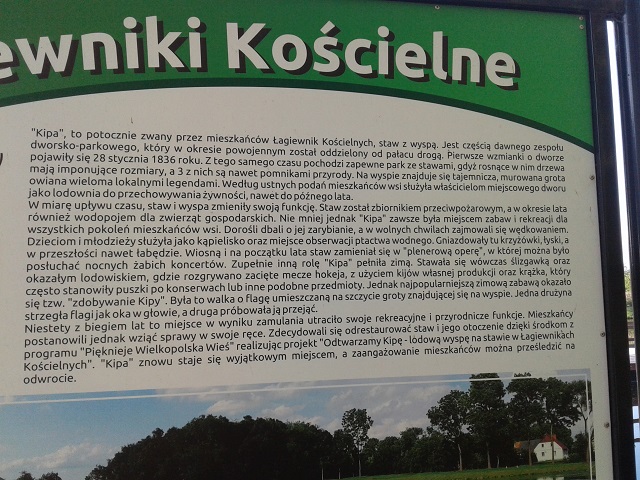 ewniki Kościelne
"Kipa", to potocznie zwany przez mieszkańców Łagiewnik Kościelnych, staw z wyspą. Jest częścią dawnego zespołu
dworsko-parkowego, który w okresie powojennym został oddzielony od pałacu drogą. Pierwsze wzmianki o dworze
pojawiły się 28 stycznia 1836 roku. Z tego samego czasu pochodzi zapewne park ze stawami, gdyż rosnące w nim drzewa
mają imponujące rozmiary, a 3 z nich są nawet pomnikami przyrody. Na wyspie znajduje się tajemnicza, murowana grota
owiana wieloma lokalnymi legendami. Według ustnych podań mieszkańców wsi służyła właścicielom miejscowego dworu
jako lodownia do przechowywania żywności, nawet do późnego lata.
W miarę upływu czasu, staw i wyspa zmieniły swoją funkcję. Staw został zbiornikiem przeciwpożarowym, a w okresie lata
również wodopojem dla zwierząt gospodarskich. Nie mniej jednak "Kipa" zawsze była miejscem zabaw i rekreacji dla
wszystkich pokoleń mieszkańców wsi. Dorośli dbali o jej zarybianie, a w wolnych chwilach zajmowali się wędkowaniem.
Dzieciom i młodzieży służyła jako kąpielisko oraz miejsce obserwacji ptactwa wodnego. Gniazdowały tu krzyżówki, łyski, a
w przeszłości nawet łabędzie. Wiosną i na początku lata staw zamieniał się w "plenerową operę", w której można było
posłuchać nocnych żabich koncertów. Zupełnie inną rolę "Kipa" pełniła zimą. Stawała się wówczas ślizgawką oraz
okazałym lodowiskiem, gdzie rozgrywano zacięte mecze hokeja, z użyciem kijów własnej produkcji oraz krążka, który
często stanowiły puszki po konserwach lub inne podobne przedmioty. Jednak najpopularniejszą zimową zabawą okazało
się tzw. "zdobywanie Kipy". Była to walka o flagę umieszczaną na szczycie groty znajdującej się na wyspie. Jedna drużyna
strzegła flagi jak oka w głowie, a druga próbowała ją przejąć.
Niestety z biegiem lat to miejsce w wyniku zamulania utraciło swoje rekreacyjne i przyrodnicze funkcje. Mieszkańcy
postanowili jednak wziąć sprawy w swoje ręce. Zdecydowali się odrestaurować staw i jego otoczenie dzięki środkom z
programu "Pięknieje Wielkopolska Wieś" realizując projekt "Odtwarzamy Kipę - lodową wyspę na stawie w Łagiewnikach
Kościelnych". "Kipa" znowu staje się wyjątkowym miejscem, a zaangażowanie mieszkańców można prześledzić na
odwrocie.